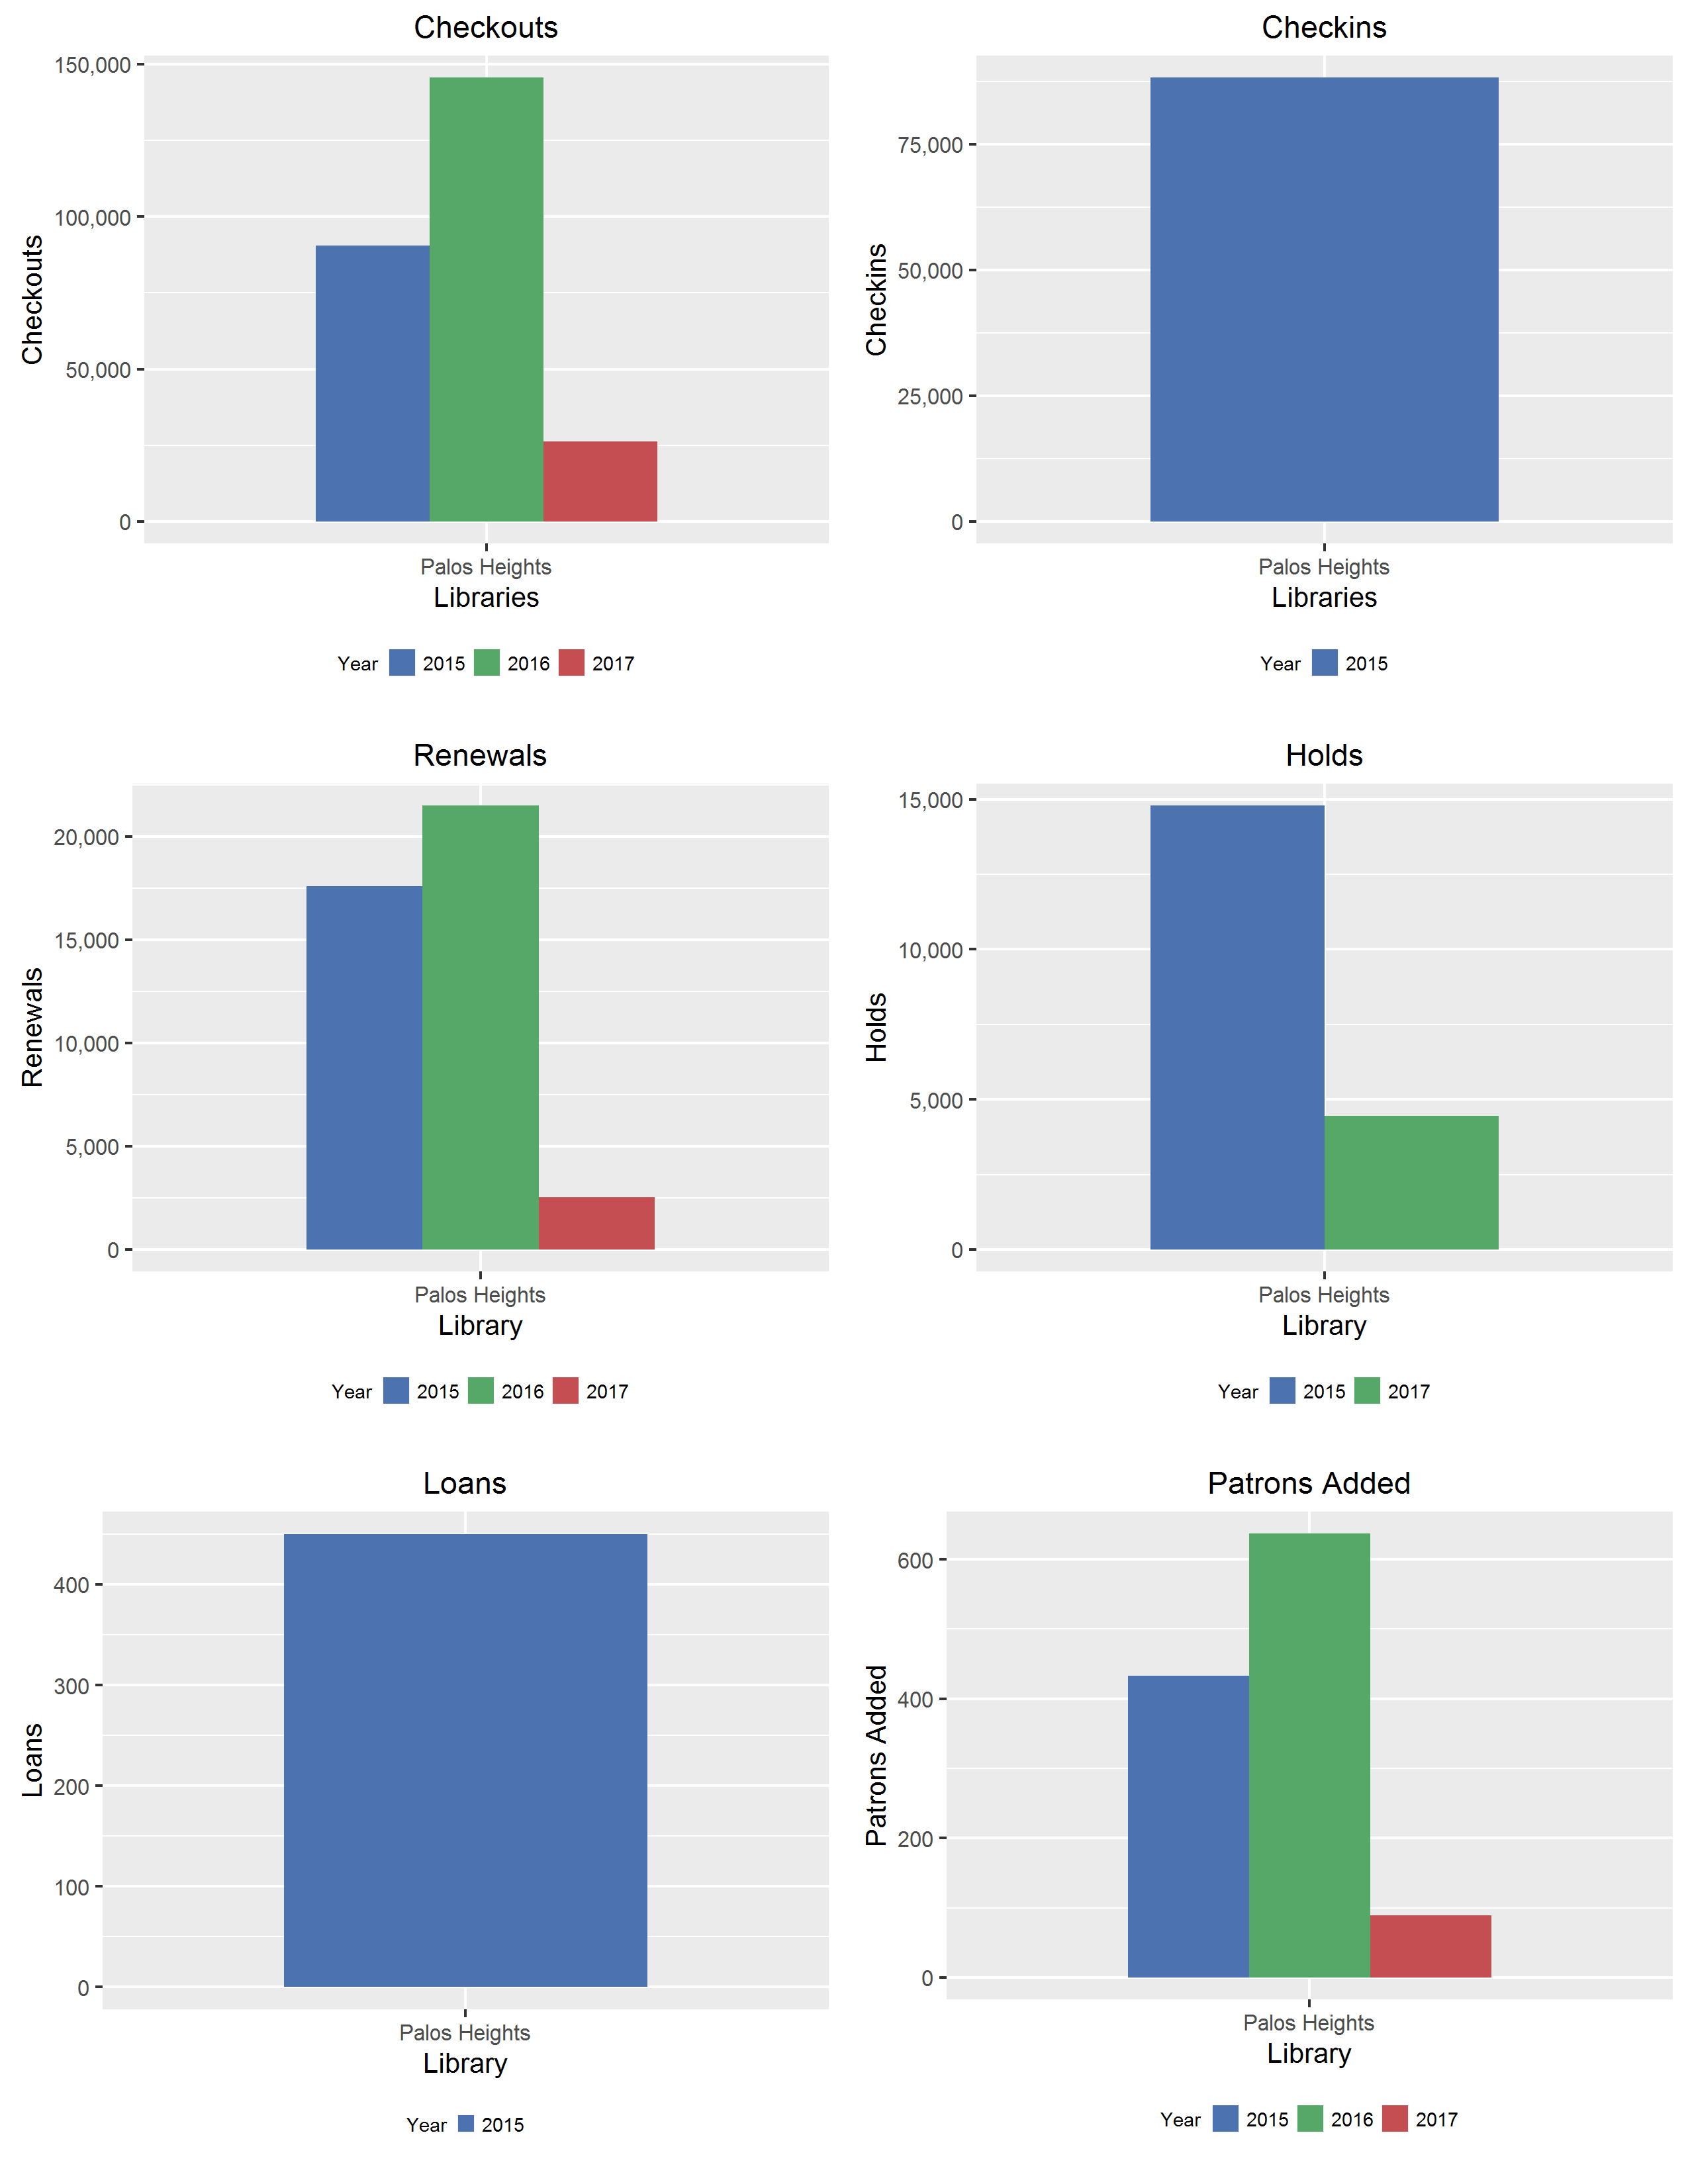 Checkouts
150,000
100,000
50,000
0
Checkouts
Palos Heights
Libraries
Year 2015 2016 2017
Checkins
75,000
50,000
25,000
0
Checkins
Palos Heights
Libraries
Year 2015
Renewals
20,000
15,000
10,000
5,000
0
Renewals
Palos Heights
Library
Year 2015 2016 2017
Holds
15,000
10,000
5,000
0
Holds
Palos Heights
Library
Year 2015 2017
Loans
400
300
200
100
0
Loans
Palos Heights
Library
Year 2015
Patrons Added
600
400
200
0
Patrons Added
Palos Heights
Library
Year 2015 2016 2017